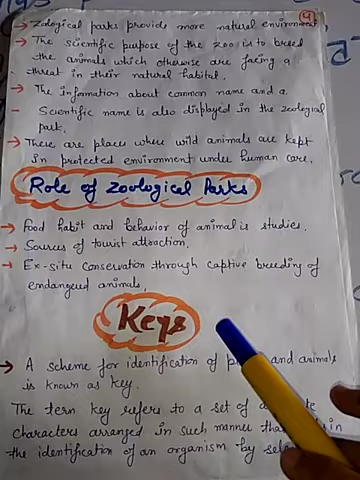 ④
→ Zoological parks provide more natural environment,
→ The scientific purpose of the zoo is to breed
the animals which otherwise are facing a
threat in their natural habitat.
→ The information about common name and a
- Scientific name is also displayed in the zoological
park.
→ These are places where wild animals are kept
in protected environment under human care.
Role of Zoological Parks
→ Food habit and behavior of animal is studies.
→ Sources of tourist attraction.
→ Ex-situ conservation through captive breeding of
endangered animals.
Keys
→ A scheme for identification of and animals
is known as key.
The term key refers to a set of
characters arranged in such manner in
the identification of an organism by